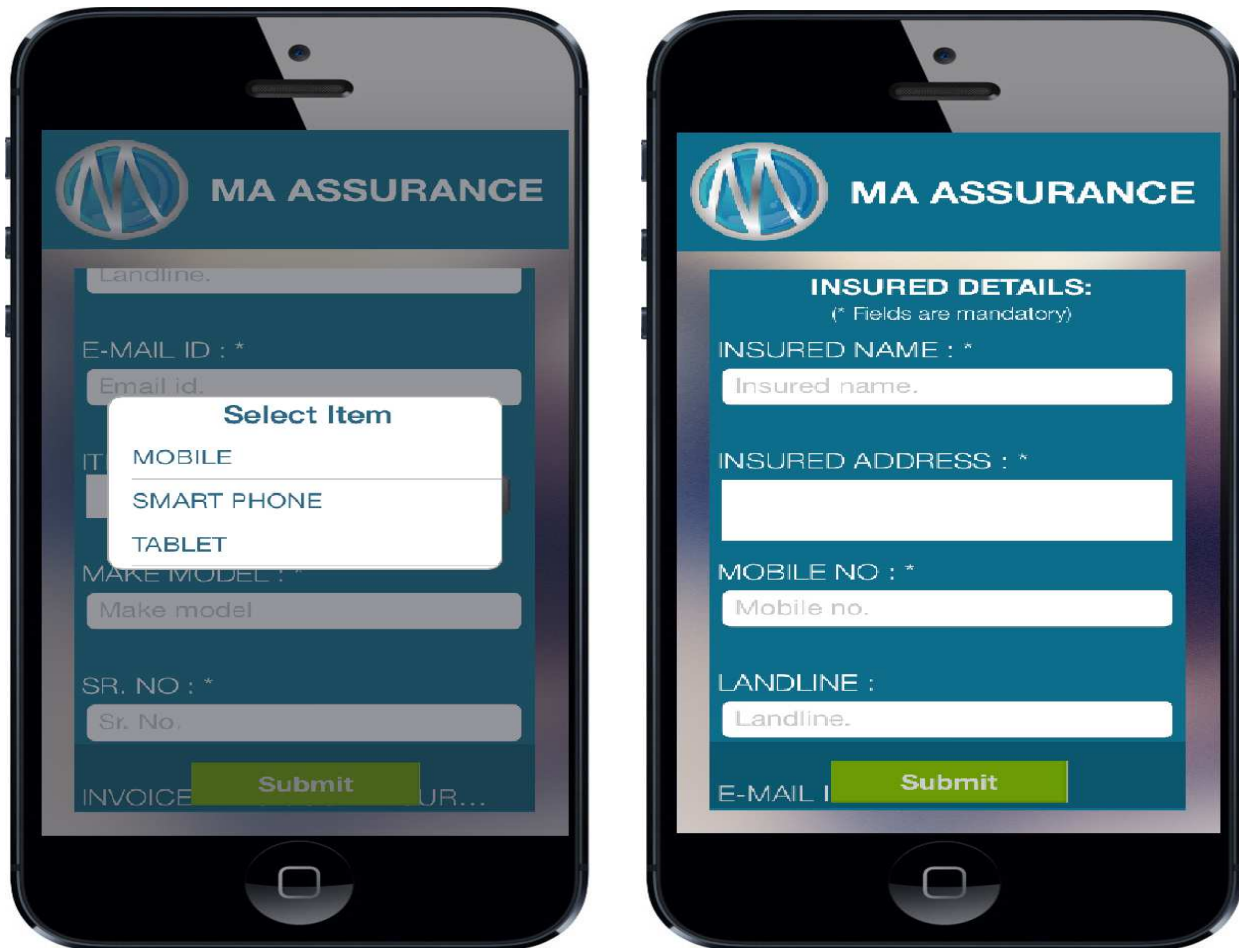 MA ASSURANCE
Landline.
E-MAIL ID : *
Email id.
Select Item
MOBILE
SMART PHONE
TABLET
MAKE MODEL : *
Make model
SR. NO : *
Sr. No.
Submit
INVOICE
MA ASSURANCE
INSURED DETAILS:
(* Fields are mandatory)
INSURED NAME : *
Insured name.
INSURED ADDRESS : *
MOBILE NO : *
Mobile no.
LANDLINE :
Landline.
Submit
E-MAIL